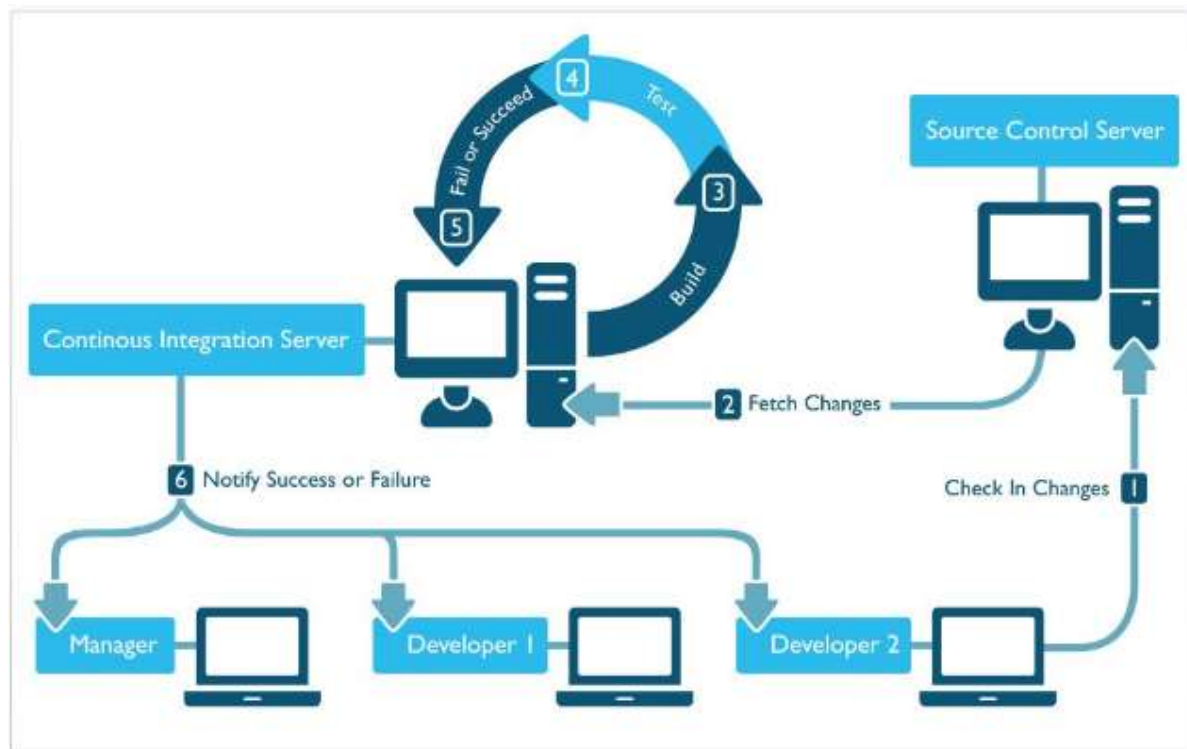 4
Test
Fail or Succeed
3
5
Build
Source Control Server
Continous Integration Server
2 Fetch Changes
6 Notify Success or Failure
Check In Changes 1
Manager
Developer 1
Developer 2